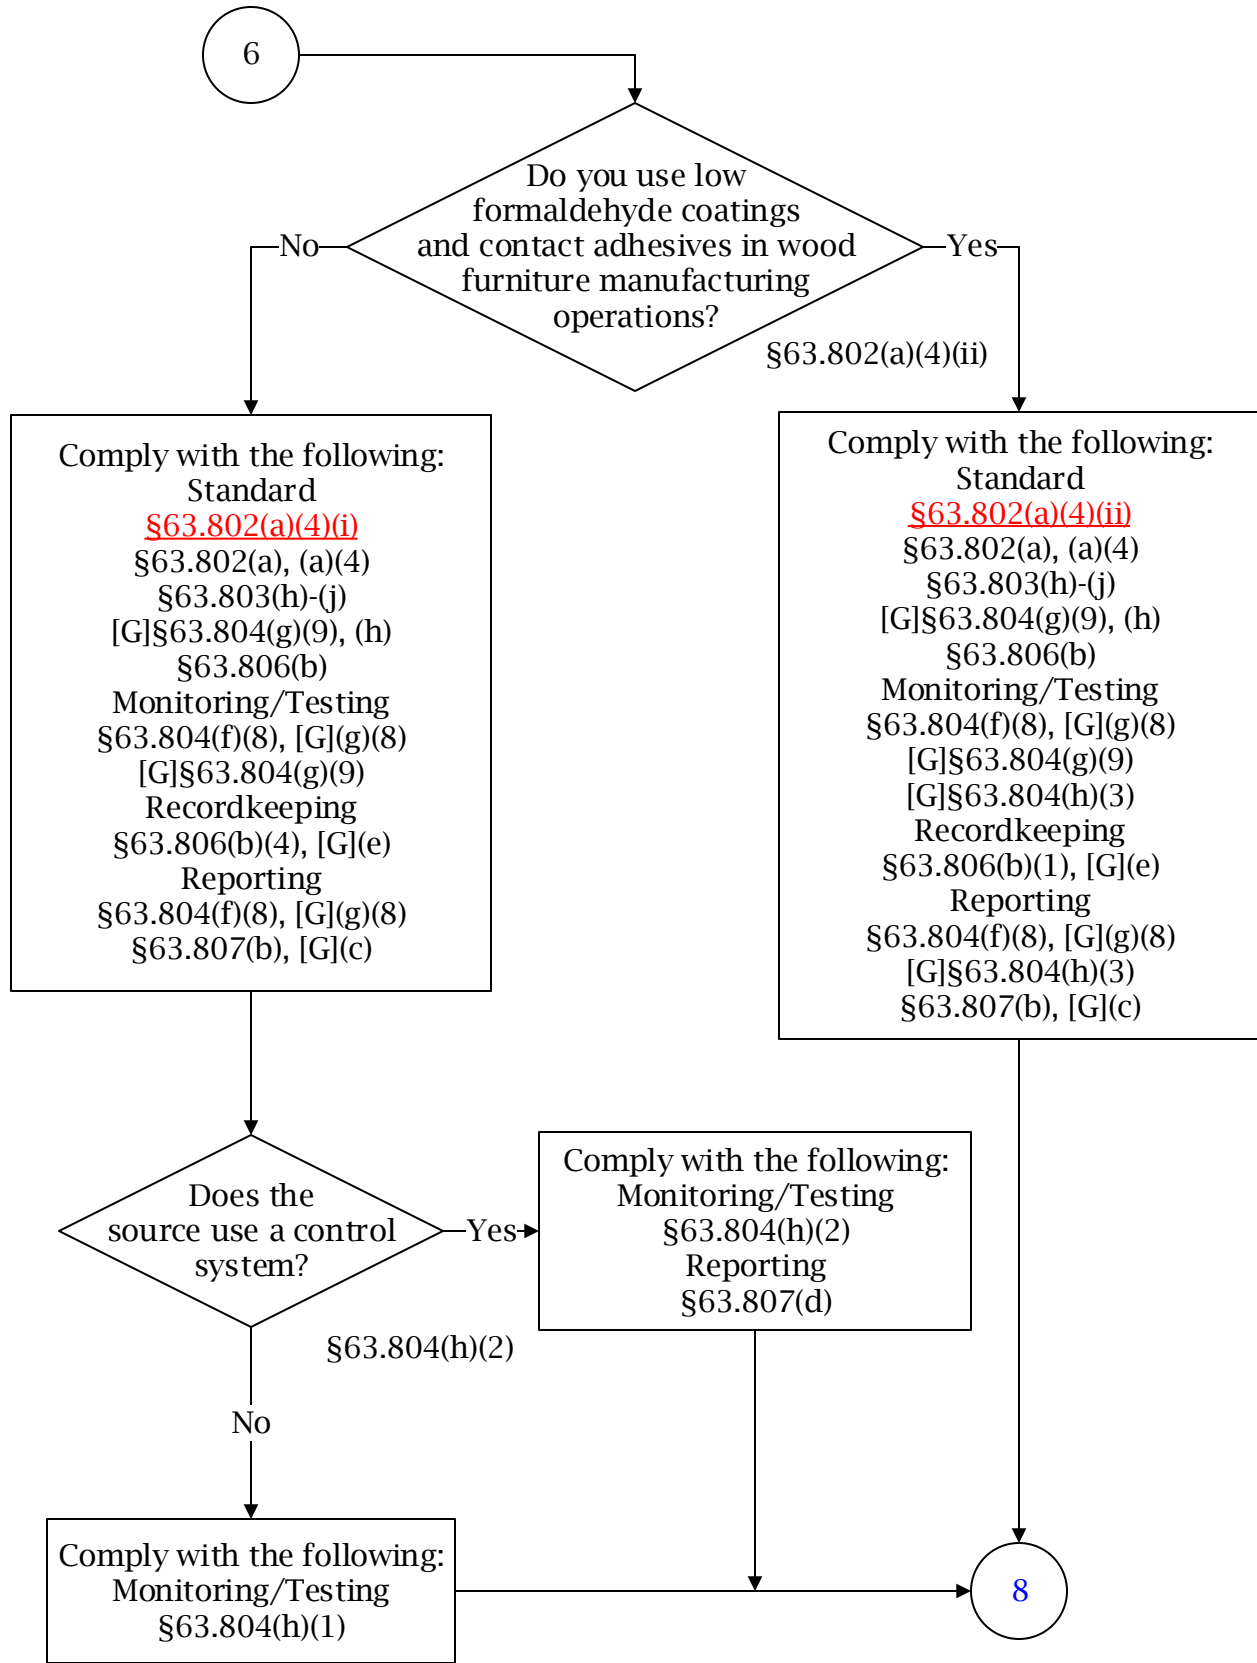 6
Do you use low
formaldehyde coatings
and contact adhesives in wood
furniture manufacturing
operations?
No
Yes
§63.802(a)(4)(ii)
Comply with the following:
Standard
§63.802(a)(4)(i)
§63.802(a), (a)(4)
§63.803(h)-(j)
[G]§63.804(g)(9), (h)
§63.806(b)
Monitoring/Testing
§63.804(f)(8), [G](g)(8)
[G]§63.804(g)(9)
Recordkeeping
§63.806(b)(4), [G](e)
Reporting
§63.804(f)(8), [G](g)(8)
§63.807(b), [G](c)
Comply with the following:
Standard
§63.802(a)(4)(ii)
§63.802(a), (a)(4)
§63.803(h)-(j)
[G]§63.804(g)(9), (h)
§63.806(b)
Monitoring/Testing
§63.804(f)(8), [G](g)(8)
[G]§63.804(g)(9)
[G]§63.804(h)(3)
Recordkeeping
§63.806(b)(1), [G](e)
Reporting
§63.804(f)(8), [G](g)(8)
[G]§63.804(h)(3)
§63.807(b), [G](c)
Does the
source use a control
system?
Yes
§63.804(h)(2)
No
Comply with the following:
Monitoring/Testing
§63.804(h)(2)
Reporting
§63.807(d)
Comply with the following:
Monitoring/Testing
§63.804(h)(1)
8